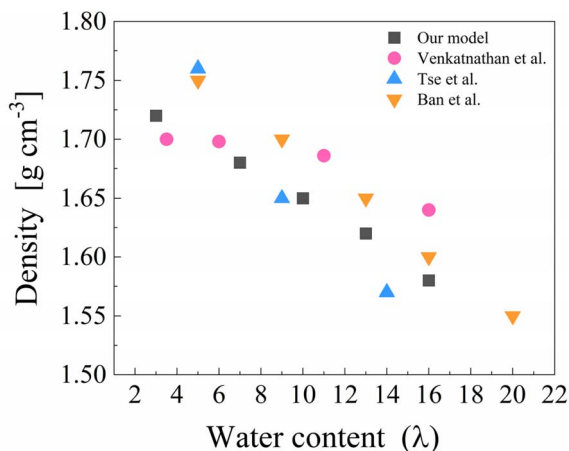 1.80
1.75
1.70
1.65
1.60
1.55
1.50
Density [g cm⁻³]
Our model
Venkatnathan et al.
Tse et al.
Ban et al.
2 4 6 8 10 12 14 16 18 20 22
Water content (λ)